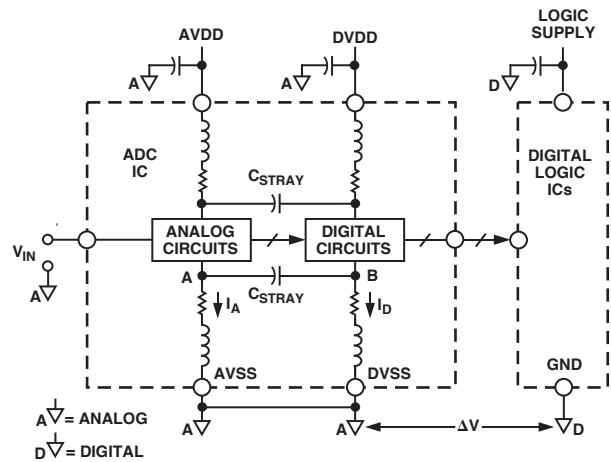 AVDD
DVDD
LOGIC
SUPPLY
A
A
D
ADC
IC
DIGITAL
LOGIC
ICs
CSTRAY
VIN
ANALOG
CIRCUITS
DIGITAL
CIRCUITS
A
A
CSTRAY
B
IA
ID
AVSS
DVSS
GND
A
A
ΔV
D
A = ANALOG
D = DIGITAL